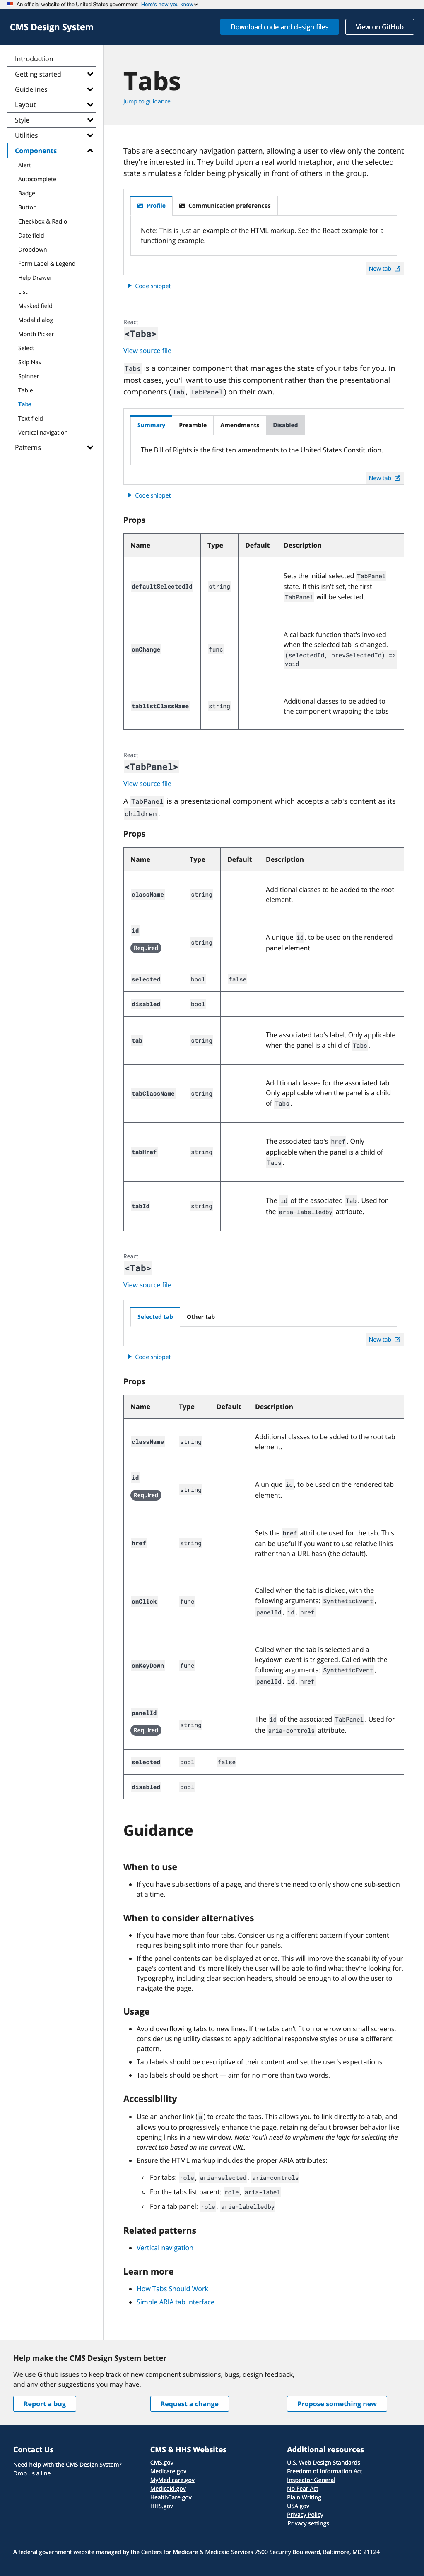 An official website of the United States government Here's how you know
CMS Design System
Download code and design files
View on GitHub
Introduction
Getting started
Guidelines
Layout
Style
Utilities
Components
Alert
Autocomplete
Badge
Button
Checkbox & Radio
Date field
Dropdown
Form Label & Legend
Help Drawer
List
Masked field
Modal dialog
Month Picker
Select
Skip Nav
Spinner
Table
Tabs
Text field
Vertical navigation
Patterns
Tabs
Jump to guidance
Tabs are a secondary navigation pattern, allowing a user to view only the content
they're interested in. They build upon a real world metaphor, and the selected
state simulates a folder being physically in front of others in the group.
Profile
Communication preferences
Note: This is just an example of the HTML markup. See the React example for a
functioning example.
New tab
Code snippet
React
<Tabs>
View source file
Tabs is a container component that manages the state of your tabs for you. In
most cases, you'll want to use this component rather than the presentational
components (Tab, TabPanel) on their own.
Summary
Preamble
Amendments
Disabled
The Bill of Rights is the first ten amendments to the United States Constitution.
New tab
Code snippet
Props
Name Type Default Description
defaultSelectedId string Sets the initial selected TabPanel
state. If this isn't set, the first
TabPanel will be selected.
onChange func A callback function that's invoked
when the selected tab is changed.
(selectedId, prevSelectedId) =>
void
tablistClassName string Additional classes to be added to
the component wrapping the tabs
React
<TabPanel>
View source file
A TabPanel is a presentational component which accepts a tab's content as its
children.
Props
Name Type Default Description
className string Additional classes to be added to the root
element.
id
Required
string A unique id, to be used on the rendered
panel element.
selected bool false
disabled bool
tab string The associated tab's label. Only applicable
when the panel is a child of Tabs.
tabClassName string Additional classes for the associated tab.
Only applicable when the panel is a child
of Tabs.
tabHref string The associated tab's href. Only
applicable when the panel is a child of
Tabs.
tabId string The id of the associated Tab. Used for
the aria-labelledby attribute.
React
<Tab>
View source file
Selected tab
Other tab
New tab
Code snippet
Props
Name Type Default Description
className string Additional classes to be added to the root tab
element.
id
Required
string A unique id, to be used on the rendered tab
element.
href string Sets the href attribute used for the tab. This
can be useful if you want to use relative links
rather than a URL hash (the default).
onClick func Called when the tab is clicked, with the
following arguments: SyntheticEvent,
panelId, id, href
onKeyDown func Called when the tab is selected and a
keydown event is triggered. Called with the
following arguments: SyntheticEvent,
panelId, id, href
panelId
Required
string The id of the associated TabPanel. Used for
the aria-controls attribute.
selected bool false
disabled bool
Guidance
When to use
If you have sub-sections of a page, and there's the need to only show one sub-section
at a time.
When to consider alternatives
If you have more than four tabs. Consider using a different pattern if your content
requires being split into more than four panels.
If the panel contents can be displayed at once. This will improve the scanability of your
page's content and it's more likely the user will be able to find what they're looking for.
Typography, including clear section headers, should be enough to allow the user to
navigate the page.
Usage
Avoid overflowing tabs to new lines. If the tabs can't fit on one row on small screens,
consider using utility classes to apply additional responsive styles or use a different
pattern.
Tab labels should be descriptive of their content and set the user's expectations.
Tab labels should be short — aim for no more than two words.
Accessibility
Use an anchor link (a) to create the tabs. This allows you to link directly to a tab, and
allows you to progressively enhance the page, retaining default browser behavior like
opening links in a new window. Note: You'll need to implement the logic for selecting the
correct tab based on the current URL.
Ensure the HTML markup includes the proper ARIA attributes:
For tabs: role, aria-selected, aria-controls
For the tabs list parent: role, aria-label
For a tab panel: role, aria-labelledby
Related patterns
Vertical navigation
Learn more
How Tabs Should Work
Simple ARIA tab interface
Help make the CMS Design System better
We use Github issues to keep track of new component submissions, bugs, design feedback,
and any other suggestions you may have.
Report a bug
Request a change
Propose something new
Contact Us
Need help with the CMS Design System?
Drop us a line
CMS & HHS Websites
CMS.gov
Medicare.gov
MyMedicare.gov
Medicaid.gov
HealthCare.gov
HHS.gov
Additional resources
U.S. Web Design Standards
Freedom of Information Act
Inspector General
No Fear Act
Plain Writing
USA.gov
Privacy Policy
Privacy settings
A federal government website managed by the Centers for Medicare & Medicaid Services 7500 Security Boulevard, Baltimore, MD 21124